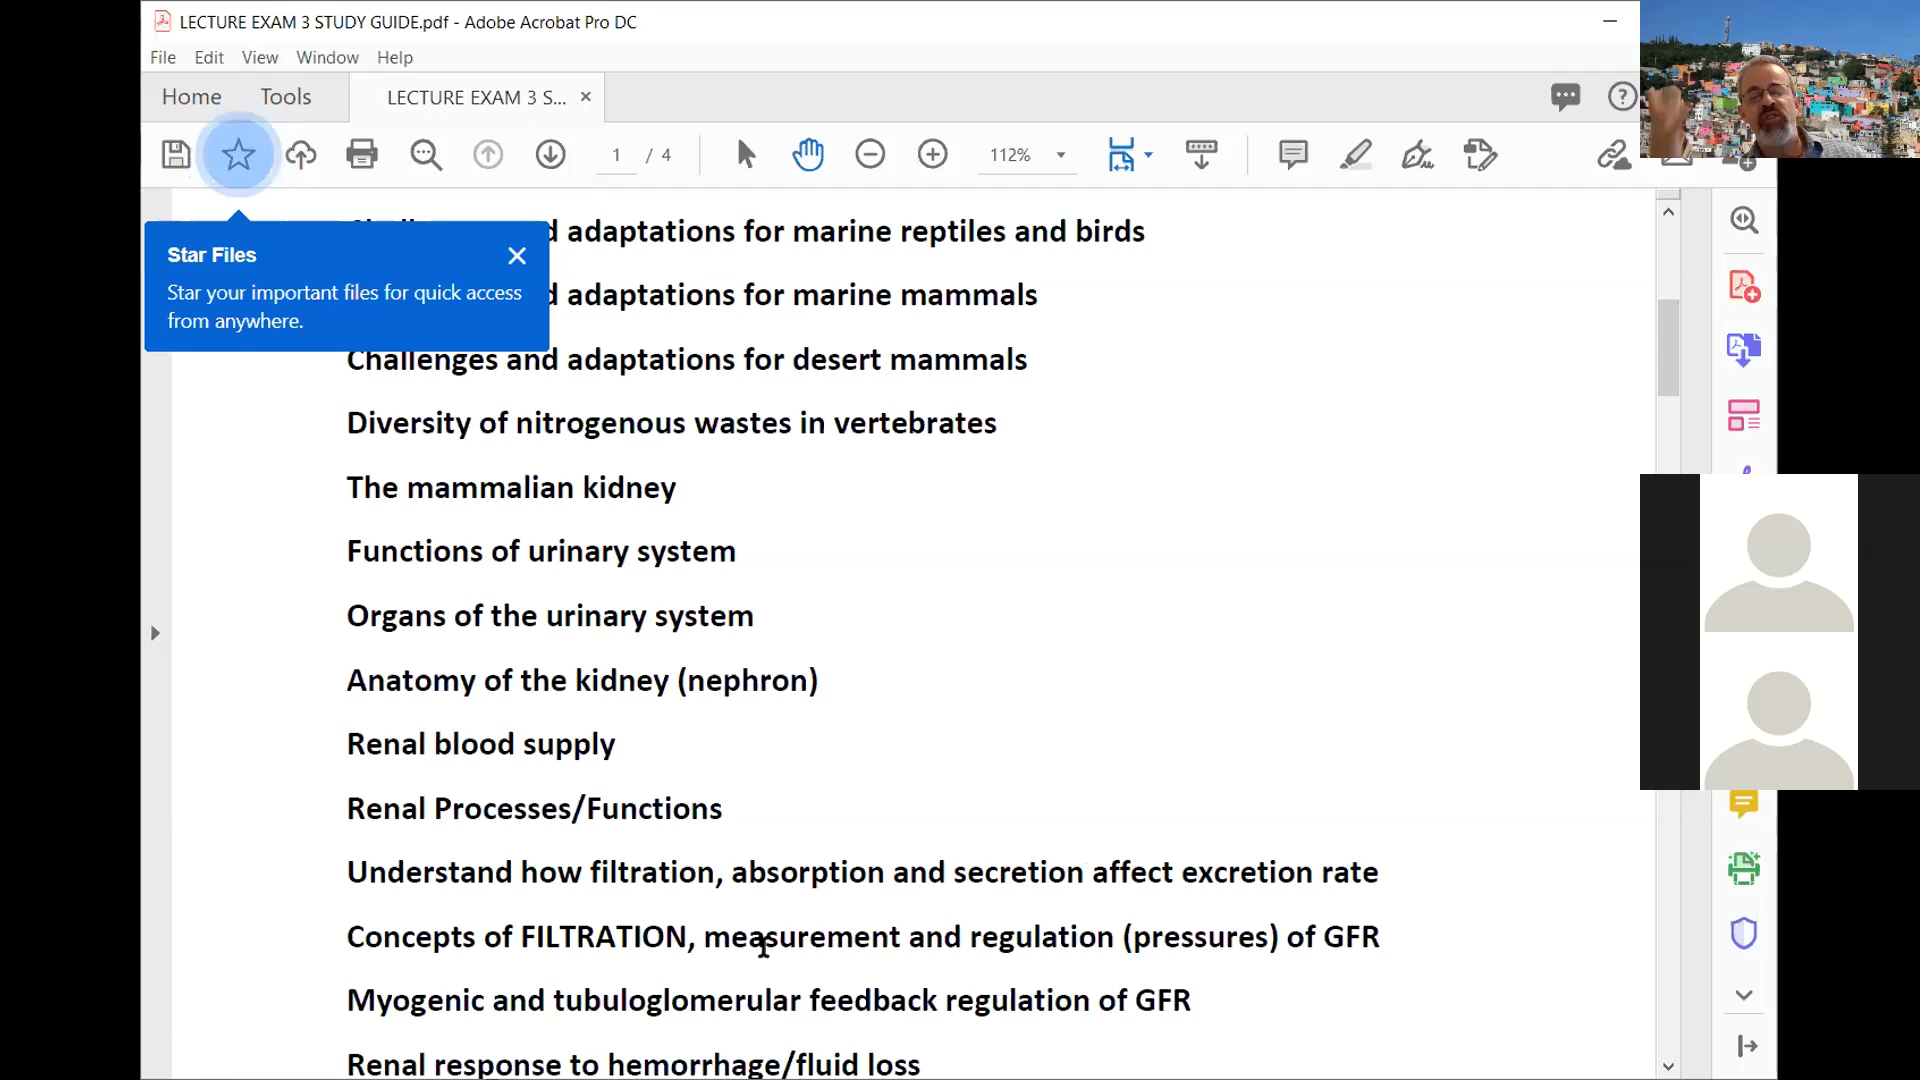 LECTURE EXAM 3 STUDY GUIDE.pdf - Adobe Acrobat Pro DC
File Edit View Window Help
Home Tools LECTURE EXAM 3 S...
1 / 4 112%
Star Files
Star your important files for quick access
from anywhere.
adaptations for marine reptiles and birds
adaptations for marine mammals
Challenges and adaptations for desert mammals
Diversity of nitrogenous wastes in vertebrates
The mammalian kidney
Functions of urinary system
Organs of the urinary system
Anatomy of the kidney (nephron)
Renal blood supply
Renal Processes/Functions
Understand how filtration, absorption and secretion affect excretion rate
Concepts of FILTRATION, measurement and regulation (pressures) of GFR
Myogenic and tubuloglomerular feedback regulation of GFR
Renal response to hemorrhage/fluid loss